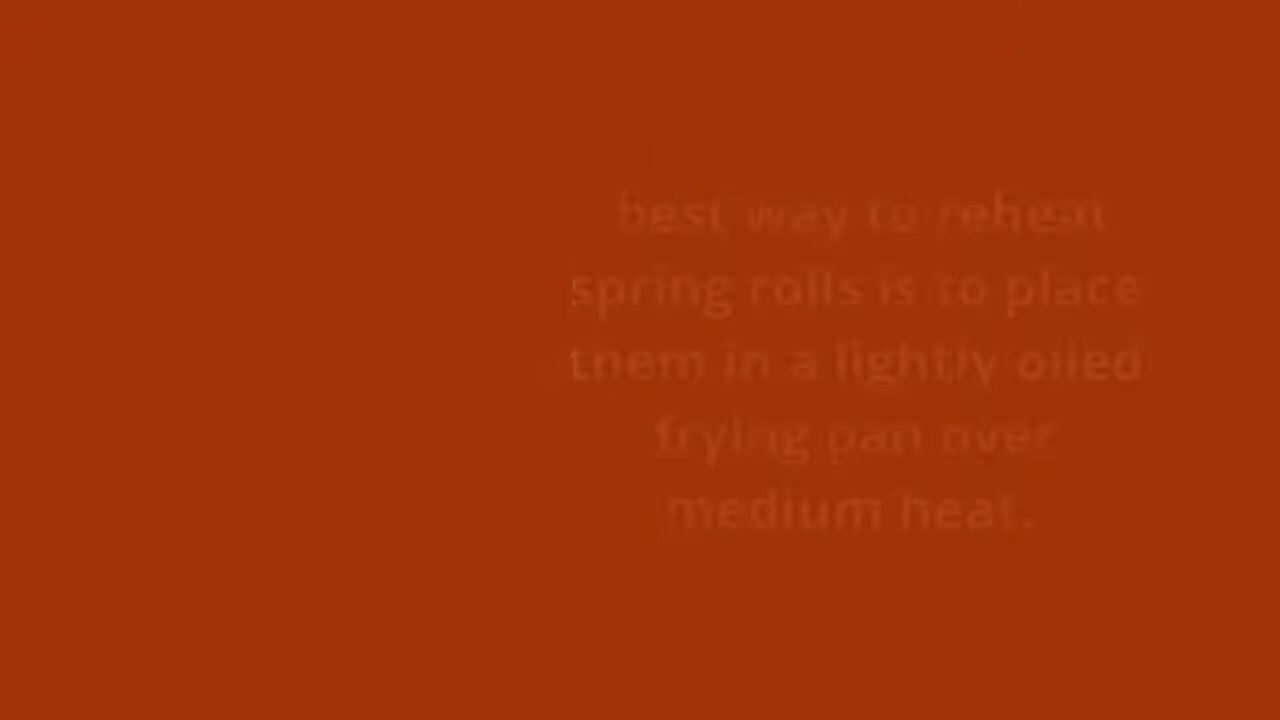 best way to reheat
spring rolls is to place
them in a lightly oiled
frying pan over
medium heat.